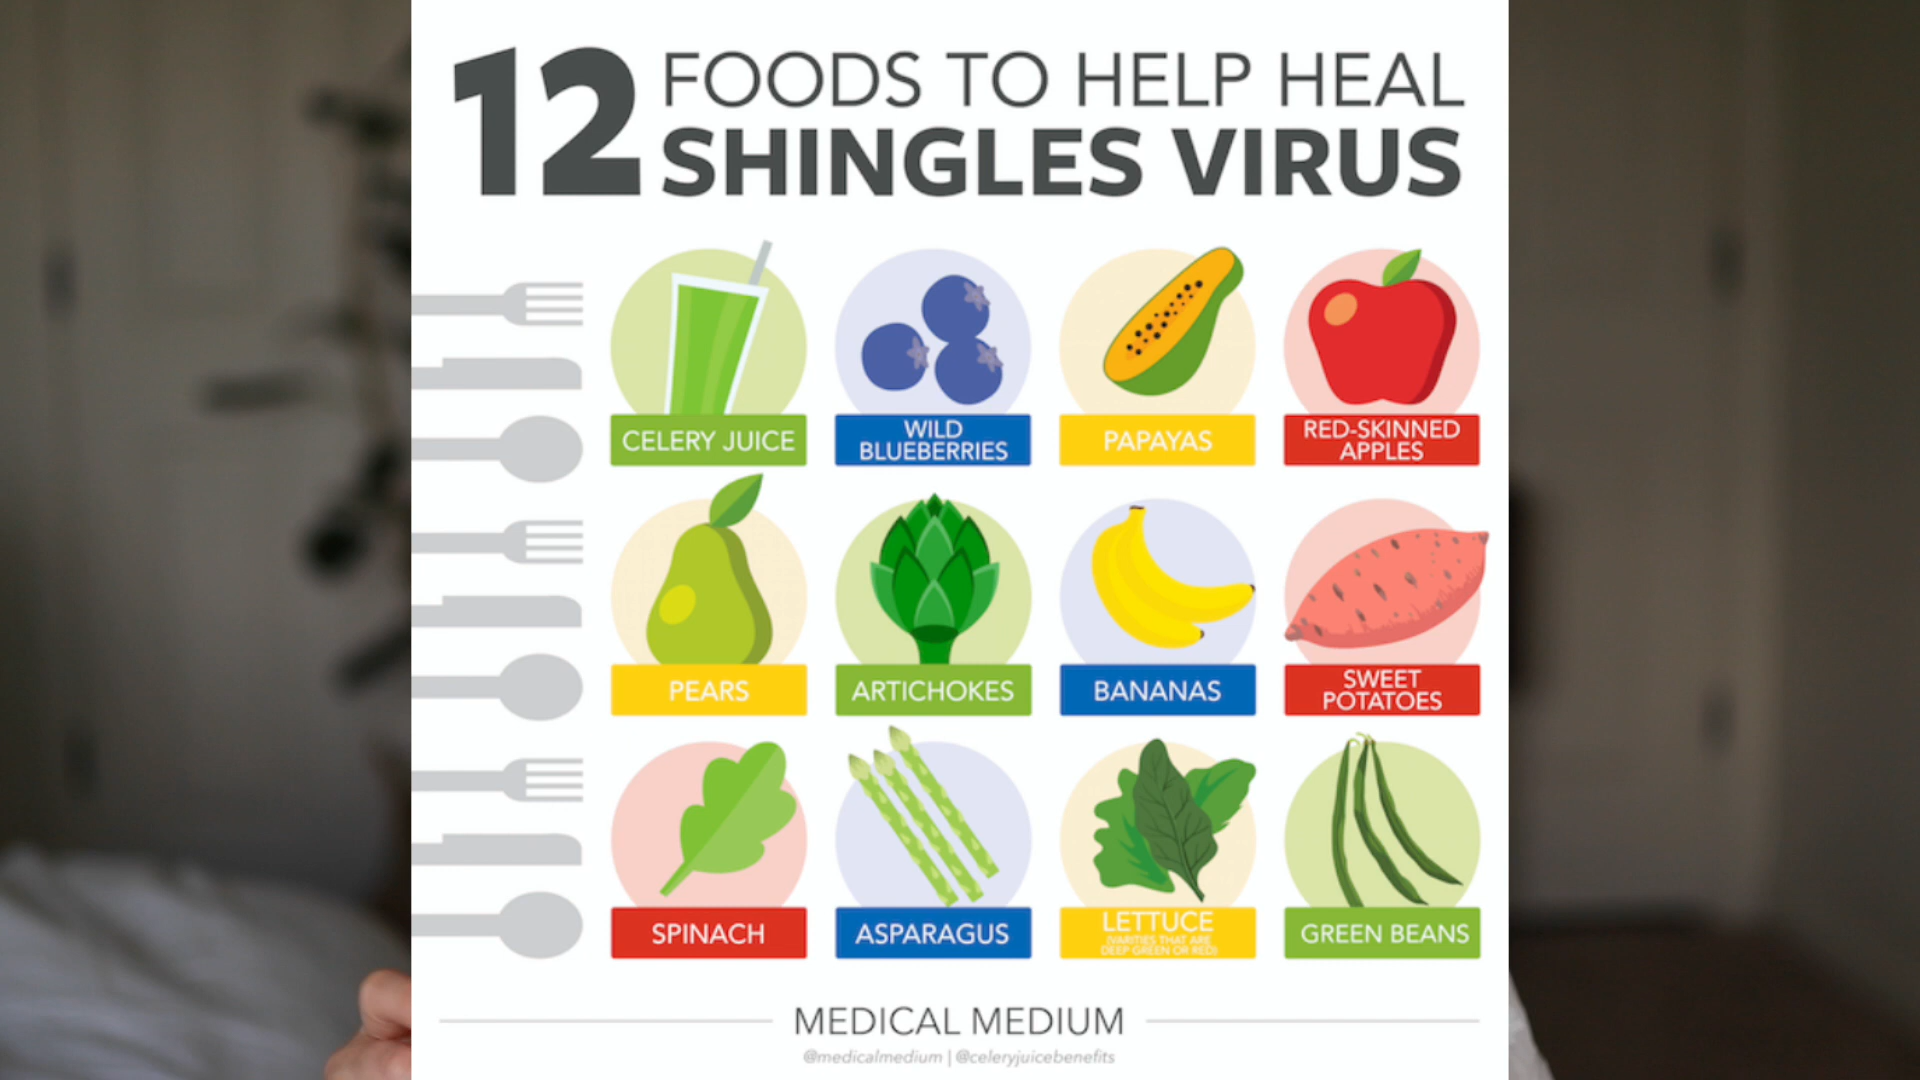 12 FOODS TO HELP HEAL
SHINGLES VIRUS
CELERY JUICE
WILD
BLUEBERRIES
PAPAYAS
RED-SKINNED
APPLES
PEARS
ARTICHOKES
BANANAS
SWEET
POTATOES
SPINACH
ASPARAGUS
LETTUCE
(VARITIES THAT ARE
DEEP GREEN OR RED)
GREEN BEANS
MEDICAL MEDIUM
@medicalmedium | @celeryjuicebenefits